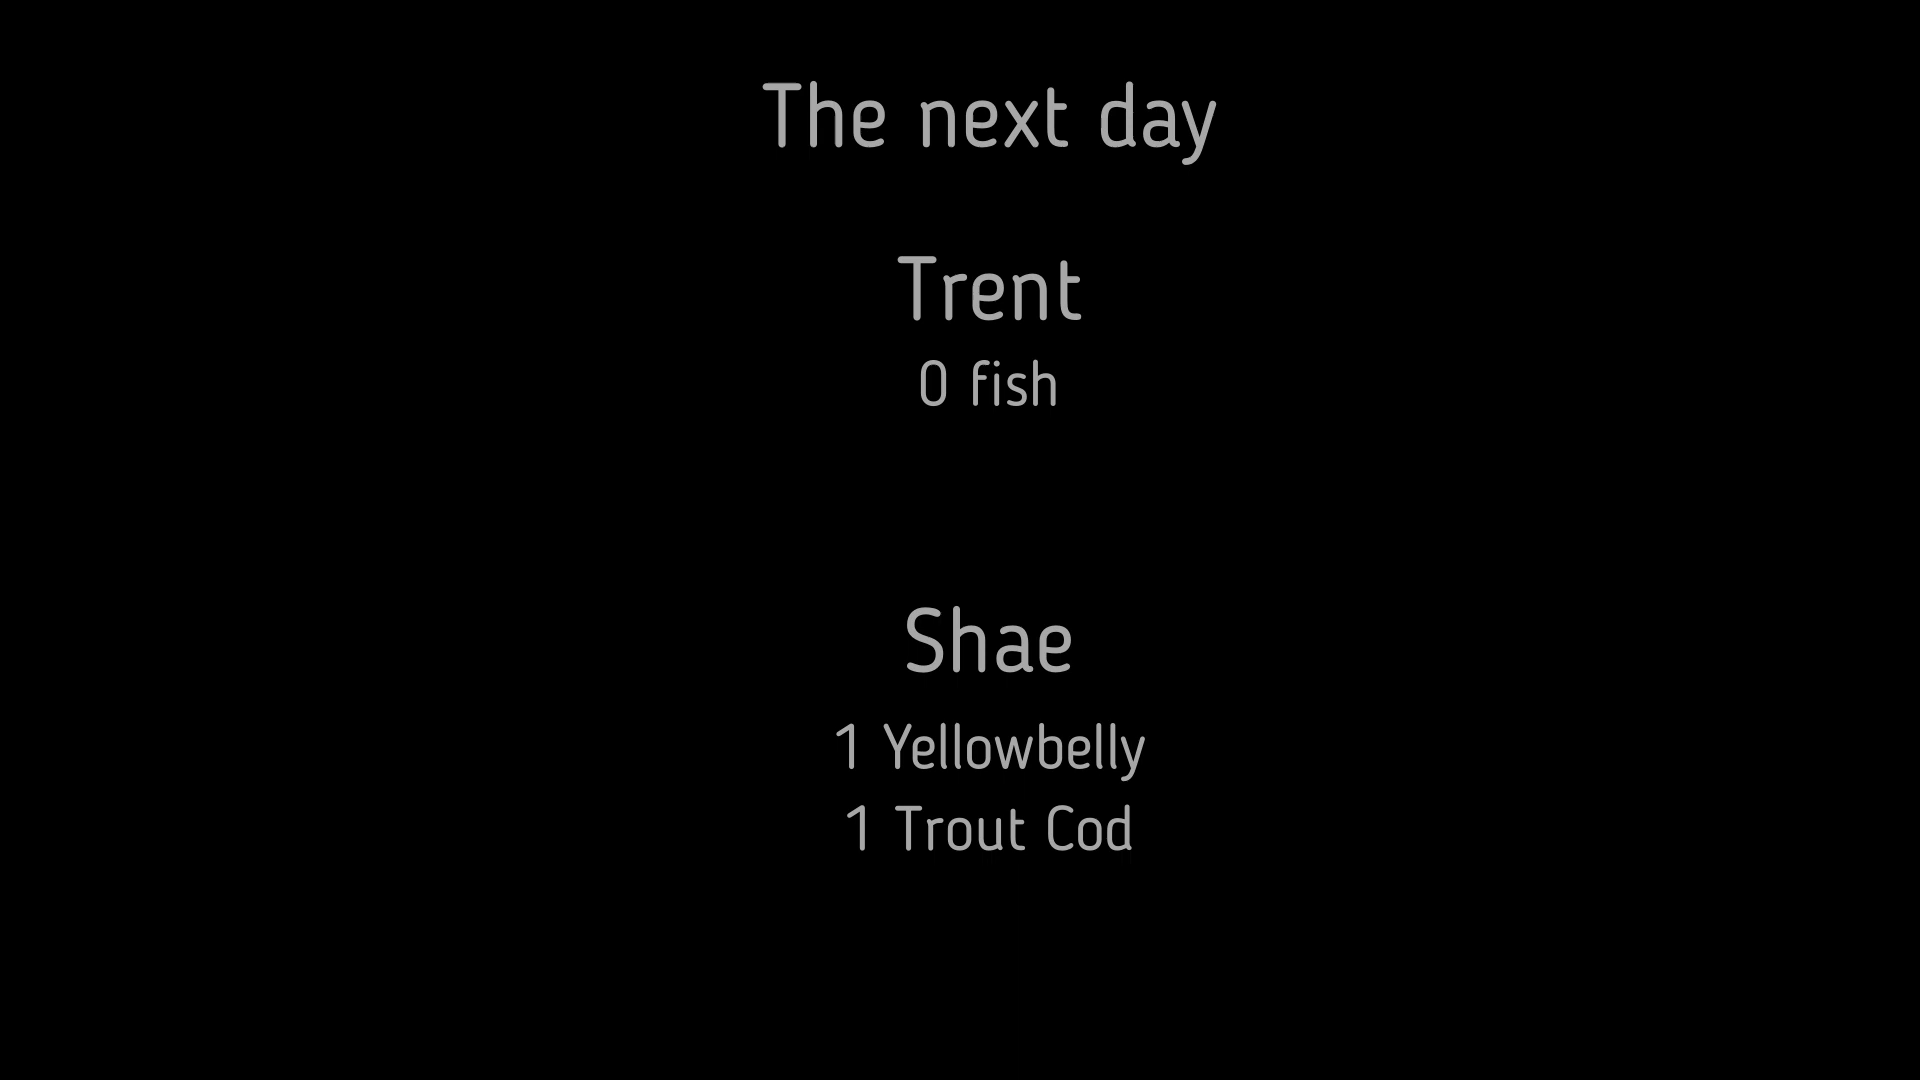 The next day
Trent
0 fish
Shae
1 Yellowbelly
1 Trout Cod